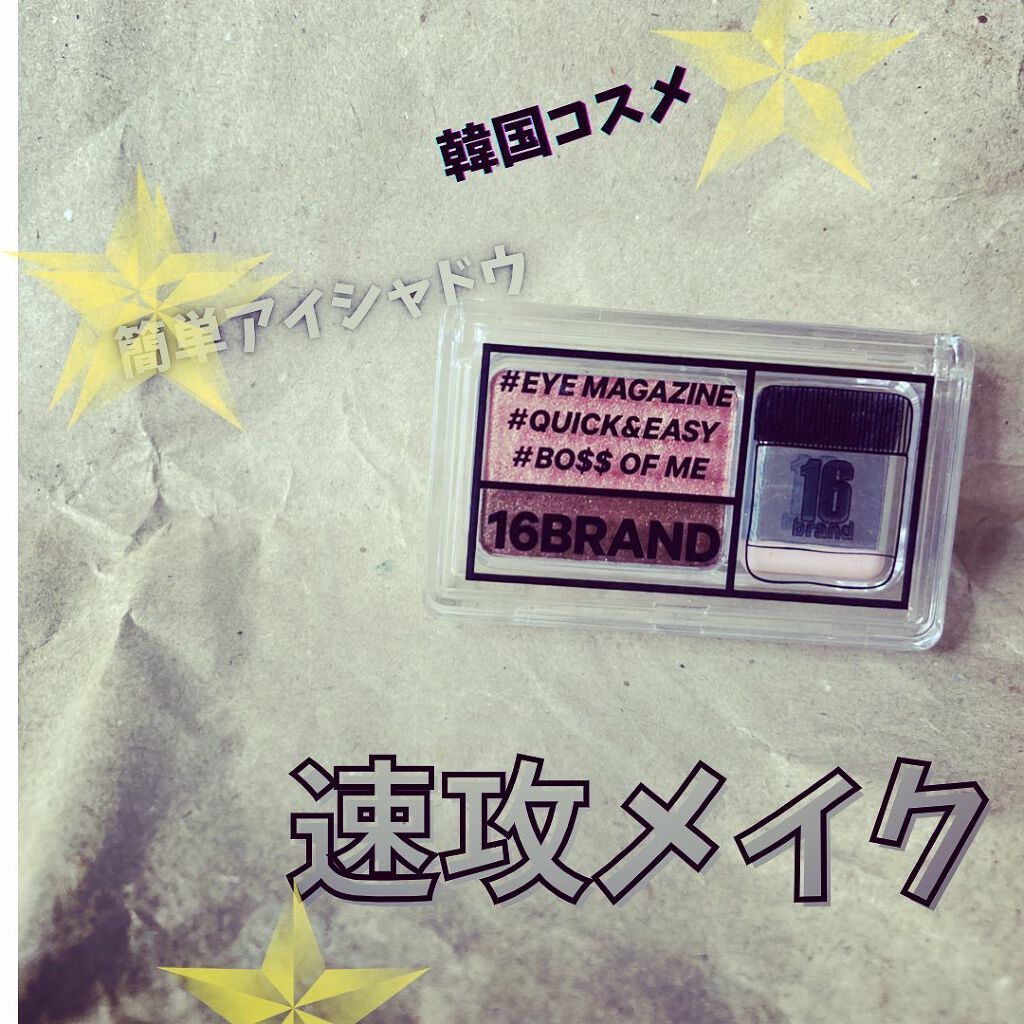 韓国コスメ
簡単アイシャドウ
#EYE MAGAZINE
#QUICK&EASY
#BO$$ OF ME
16BRAND
16
brand
速攻メイク